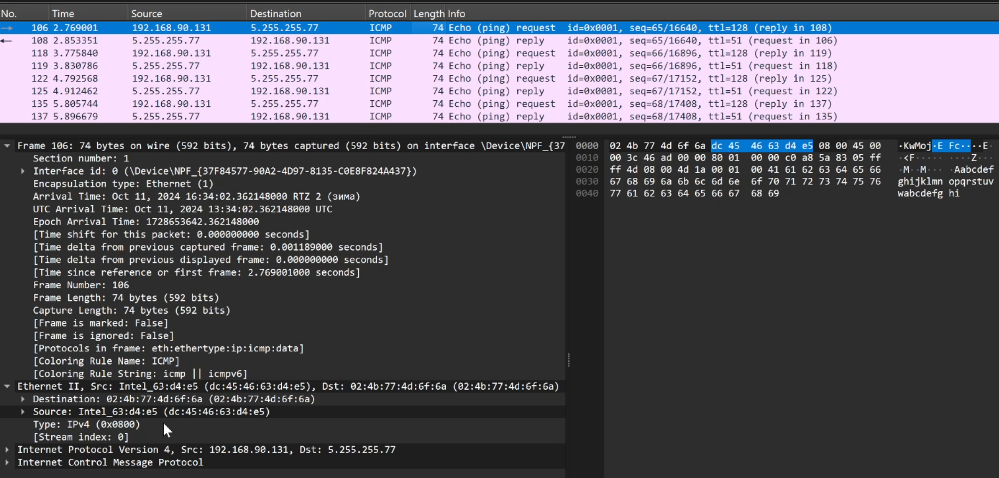 No. Time Source Destination Protocol Length Info
106 2.769001 192.168.90.131 5.255.255.77 ICMP 74 Echo (ping) request id=0x0001, seq=65/16640, ttl=128 (reply in 108)
108 2.853351 5.255.255.77 192.168.90.131 ICMP 74 Echo (ping) reply id=0x0001, seq=65/16640, ttl=51 (request in 106)
118 3.775840 192.168.90.131 5.255.255.77 ICMP 74 Echo (ping) request id=0x0001, seq=66/16896, ttl=128 (reply in 119)
119 3.830786 5.255.255.77 192.168.90.131 ICMP 74 Echo (ping) reply id=0x0001, seq=66/16896, ttl=51 (request in 118)
122 4.792568 192.168.90.131 5.255.255.77 ICMP 74 Echo (ping) request id=0x0001, seq=67/17152, ttl=128 (reply in 125)
125 4.912462 5.255.255.77 192.168.90.131 ICMP 74 Echo (ping) reply id=0x0001, seq=67/17152, ttl=51 (request in 122)
135 5.805744 192.168.90.131 5.255.255.77 ICMP 74 Echo (ping) request id=0x0001, seq=68/17408, ttl=128 (reply in 137)
137 5.896679 5.255.255.77 192.168.90.131 ICMP 74 Echo (ping) reply id=0x0001, seq=68/17408, ttl=51 (request in 135)
Frame 106: 74 bytes on wire (592 bits), 74 bytes captured (592 bits) on interface \Device\NPF_{37
Section number: 1
Interface id: 0 (\Device\NPF_{37F84577-90A2-4D97-8135-C0E8F824A437})
Encapsulation type: Ethernet (1)
Arrival Time: Oct 11, 2024 16:34:02.362148000 RTZ 2 (зима)
UTC Arrival Time: Oct 11, 2024 13:34:02.362148000 UTC
Epoch Arrival Time: 1728653642.362148000
[Time shift for this packet: 0.000000000 seconds]
[Time delta from previous captured frame: 0.001189000 seconds]
[Time delta from previous displayed frame: 0.000000000 seconds]
[Time since reference or first frame: 2.769001000 seconds]
Frame Number: 106
Frame Length: 74 bytes (592 bits)
Capture Length: 74 bytes (592 bits)
[Frame is marked: False]
[Frame is ignored: False]
[Protocols in frame: eth:ethertype:ip:icmp:data]
[Coloring Rule Name: ICMP]
[Coloring Rule String: icmp || icmpv6]
Ethernet II, Src: Intel_63:d4:e5 (dc:45:46:63:d4:e5), Dst: 02:4b:77:4d:6f:6a (02:4b:77:4d:6f:6a)
Destination: 02:4b:77:4d:6f:6a (02:4b:77:4d:6f:6a)
Source: Intel_63:d4:e5 (dc:45:46:63:d4:e5)
Type: IPv4 (0x0800)
[Stream index: 0]
Internet Protocol Version 4, Src: 192.168.90.131, Dst: 5.255.255.77
Internet Control Message Protocol
0000 02 4b 77 4d 6f 6a dc 45 46 63 d4 e5 08 00 45 00 ·KwMoj·E Fc····E·
0010 00 3c 46 ad 00 00 80 01 00 00 c0 a8 5a 83 05 ff ·<F····· ····Z···
0020 ff 4d 08 00 4d 1a 00 01 00 41 61 62 63 64 65 66 ·M··M··· ·Aabcdef
0030 67 68 69 6a 6b 6c 6d 6e 6f 70 71 72 73 74 75 76 ghijklmn opqrstuv
0040 77 61 62 63 64 65 66 67 68 69 wabcdefg hi